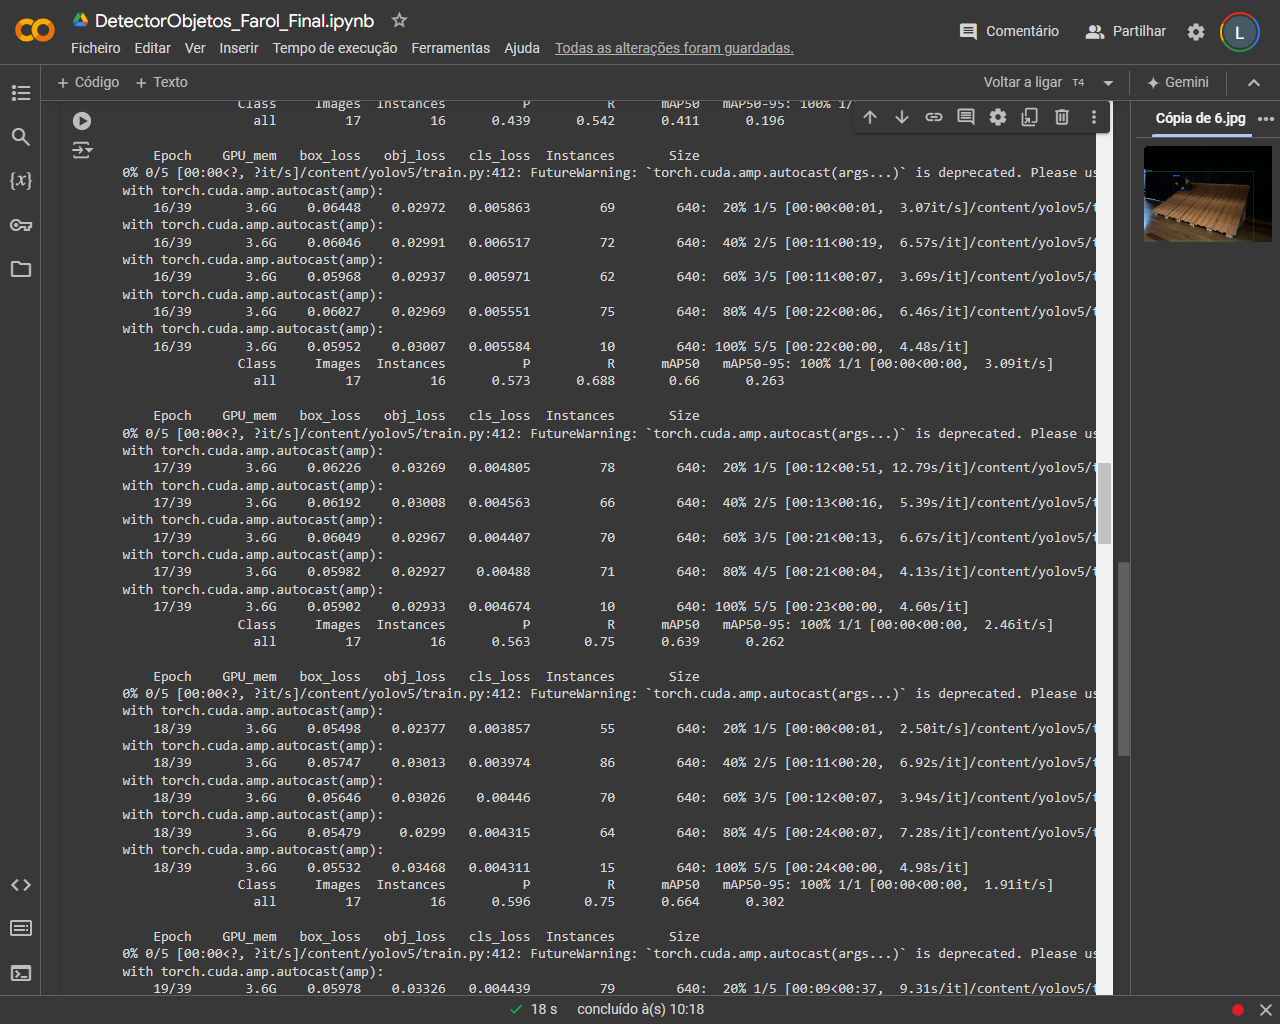 DetectorObjetos_Farol_Final.ipynb
Ficheiro Editar Ver Inserir Tempo de execução Ferramentas Ajuda Todas as alterações foram guardadas.
Comentário Partilhar L
+ Código + Texto Voltar a ligar T4 Gemini
Cópia de 6.jpg
Class Images Instances P R mAP50 mAP50-95: 100% 1/
all 17 16 0.439 0.542 0.411 0.196
Epoch GPU_mem box_loss obj_loss cls_loss Instances Size
0% 0/5 [00:00<?, ?it/s]/content/yolov5/train.py:412: FutureWarning: `torch.cuda.amp.autocast(args...)` is deprecated. Please us
with torch.cuda.amp.autocast(amp):
16/39 3.6G 0.06448 0.02972 0.005863 69 640: 20% 1/5 [00:00<00:01, 3.07it/s]/content/yolov5/t
with torch.cuda.amp.autocast(amp):
16/39 3.6G 0.06046 0.02991 0.006517 72 640: 40% 2/5 [00:11<00:19, 6.57s/it]/content/yolov5/t
with torch.cuda.amp.autocast(amp):
16/39 3.6G 0.05968 0.02937 0.005971 62 640: 60% 3/5 [00:11<00:07, 3.69s/it]/content/yolov5/t
with torch.cuda.amp.autocast(amp):
16/39 3.6G 0.06027 0.02969 0.005551 75 640: 80% 4/5 [00:22<00:06, 6.46s/it]/content/yolov5/t
with torch.cuda.amp.autocast(amp):
16/39 3.6G 0.05952 0.03007 0.005584 10 640: 100% 5/5 [00:22<00:00, 4.48s/it]
Class Images Instances P R mAP50 mAP50-95: 100% 1/1 [00:00<00:00, 3.09it/s]
all 17 16 0.573 0.688 0.66 0.263
Epoch GPU_mem box_loss obj_loss cls_loss Instances Size
0% 0/5 [00:00<?, ?it/s]/content/yolov5/train.py:412: FutureWarning: `torch.cuda.amp.autocast(args...)` is deprecated. Please us
with torch.cuda.amp.autocast(amp):
17/39 3.6G 0.06226 0.03269 0.004805 78 640: 20% 1/5 [00:12<00:51, 12.79s/it]/content/yolov5/t
with torch.cuda.amp.autocast(amp):
17/39 3.6G 0.06192 0.03008 0.004563 66 640: 40% 2/5 [00:13<00:16, 5.39s/it]/content/yolov5/t
with torch.cuda.amp.autocast(amp):
17/39 3.6G 0.06049 0.02967 0.004407 70 640: 60% 3/5 [00:21<00:13, 6.67s/it]/content/yolov5/t
with torch.cuda.amp.autocast(amp):
17/39 3.6G 0.05982 0.02927 0.00488 71 640: 80% 4/5 [00:21<00:04, 4.13s/it]/content/yolov5/t
with torch.cuda.amp.autocast(amp):
17/39 3.6G 0.05902 0.02933 0.004674 10 640: 100% 5/5 [00:23<00:00, 4.60s/it]
Class Images Instances P R mAP50 mAP50-95: 100% 1/1 [00:00<00:00, 2.46it/s]
all 17 16 0.563 0.75 0.639 0.262
Epoch GPU_mem box_loss obj_loss cls_loss Instances Size
0% 0/5 [00:00<?, ?it/s]/content/yolov5/train.py:412: FutureWarning: `torch.cuda.amp.autocast(args...)` is deprecated. Please us
with torch.cuda.amp.autocast(amp):
18/39 3.6G 0.05498 0.02377 0.003857 55 640: 20% 1/5 [00:00<00:01, 2.50it/s]/content/yolov5/t
with torch.cuda.amp.autocast(amp):
18/39 3.6G 0.05747 0.03013 0.003974 86 640: 40% 2/5 [00:11<00:20, 6.92s/it]/content/yolov5/t
with torch.cuda.amp.autocast(amp):
18/39 3.6G 0.05646 0.03026 0.00446 70 640: 60% 3/5 [00:12<00:07, 3.94s/it]/content/yolov5/t
with torch.cuda.amp.autocast(amp):
18/39 3.6G 0.05479 0.0299 0.004315 64 640: 80% 4/5 [00:24<00:07, 7.28s/it]/content/yolov5/t
with torch.cuda.amp.autocast(amp):
18/39 3.6G 0.05532 0.03468 0.004311 15 640: 100% 5/5 [00:24<00:00, 4.98s/it]
Class Images Instances P R mAP50 mAP50-95: 100% 1/1 [00:00<00:00, 1.91it/s]
all 17 16 0.596 0.75 0.664 0.302
Epoch GPU_mem box_loss obj_loss cls_loss Instances Size
0% 0/5 [00:00<?, ?it/s]/content/yolov5/train.py:412: FutureWarning: `torch.cuda.amp.autocast(args...)` is deprecated. Please us
with torch.cuda.amp.autocast(amp):
19/39 3.6G 0.05978 0.03326 0.004439 79 640: 20% 1/5 [00:09<00:37, 9.31s/it]/content/yolov5/t
18 s concluído à(s) 10:18